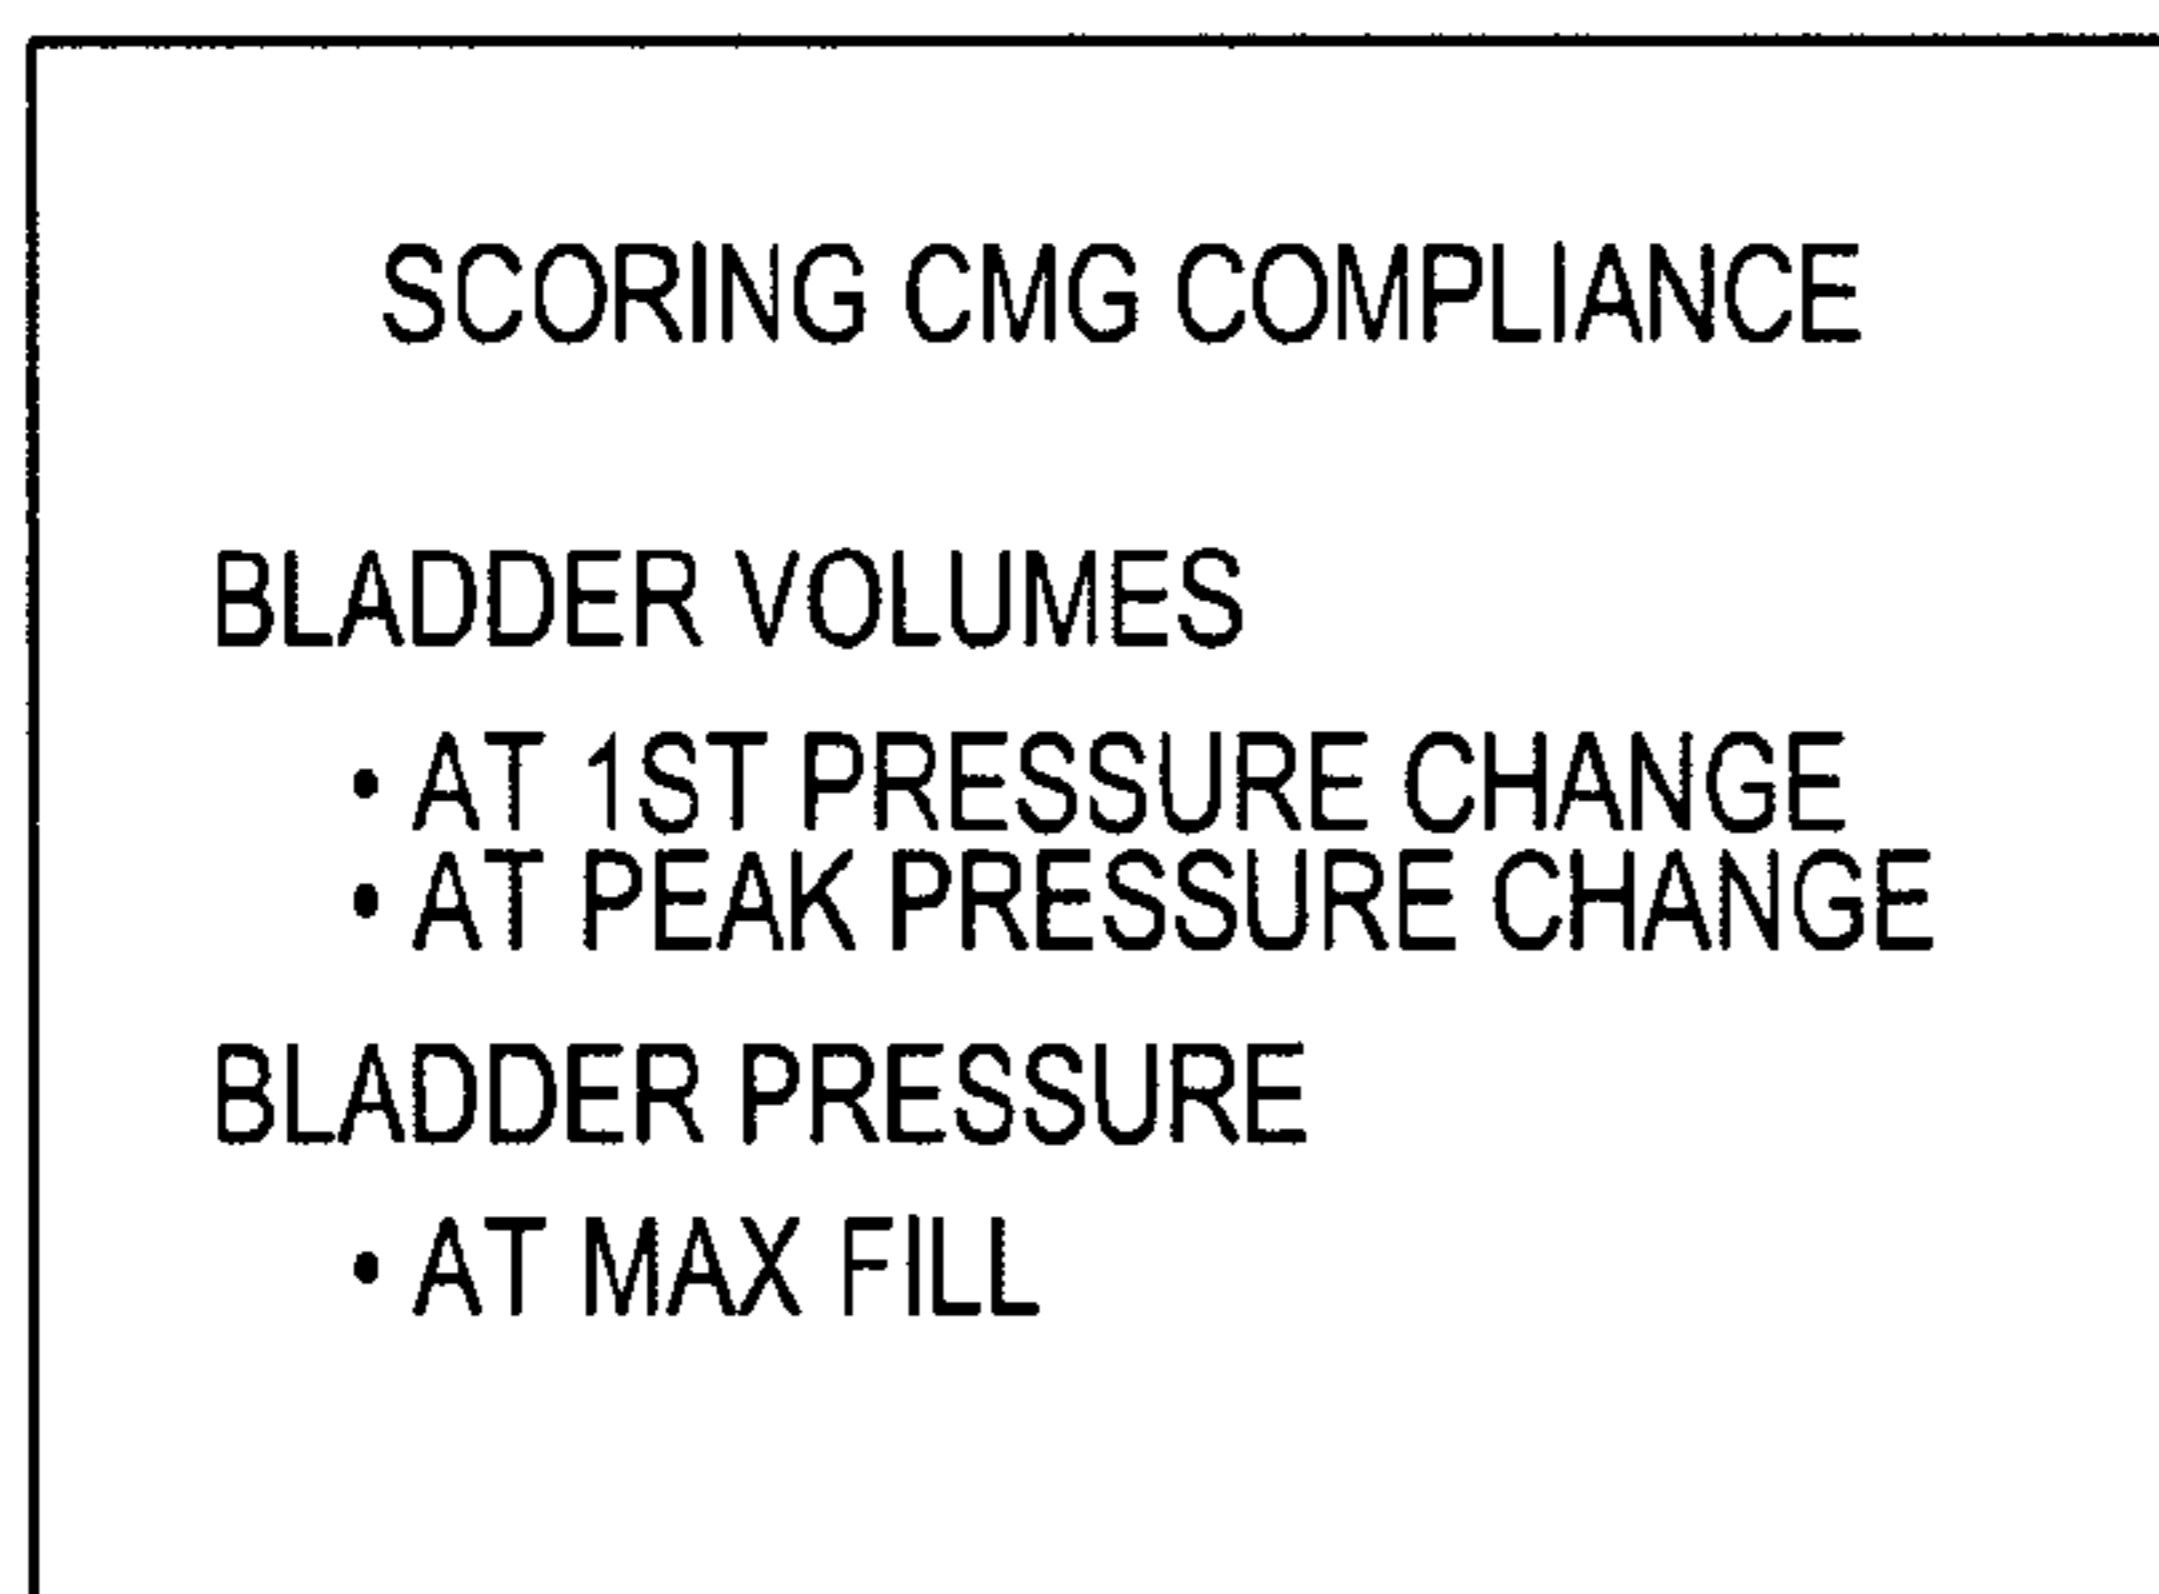 SCORING CMG COMPLIANCE
BLADDER VOLUMES
• AT 1ST PRESSURE CHANGE
• AT PEAK PRESSURE CHANGE
BLADDER PRESSURE
• AT MAX FILL